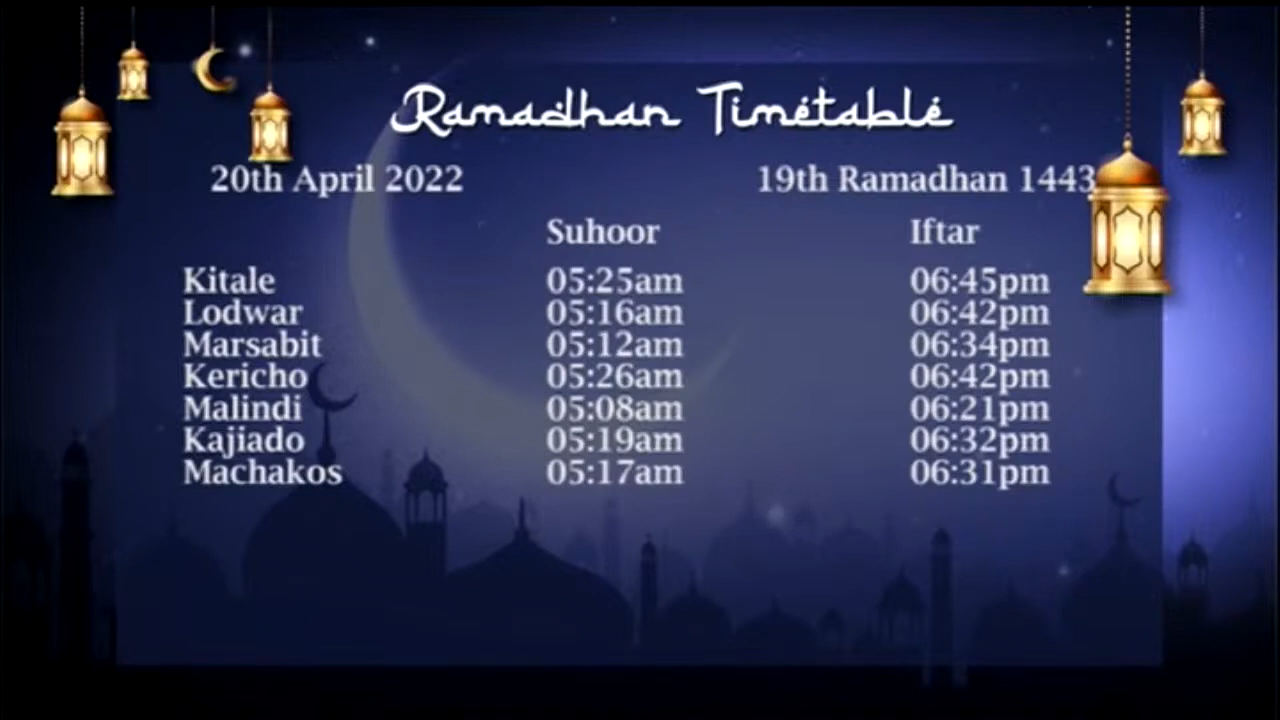 Ramadhan Timetable
20th April 2022 19th Ramadhan 1443
Suhoor Iftar
Kitale 05:25am 06:45pm
Lodwar 05:16am 06:42pm
Marsabit 05:12am 06:34pm
Kericho 05:26am 06:42pm
Malindi 05:08am 06:21pm
Kajiado 05:19am 06:32pm
Machakos 05:17am 06:31pm